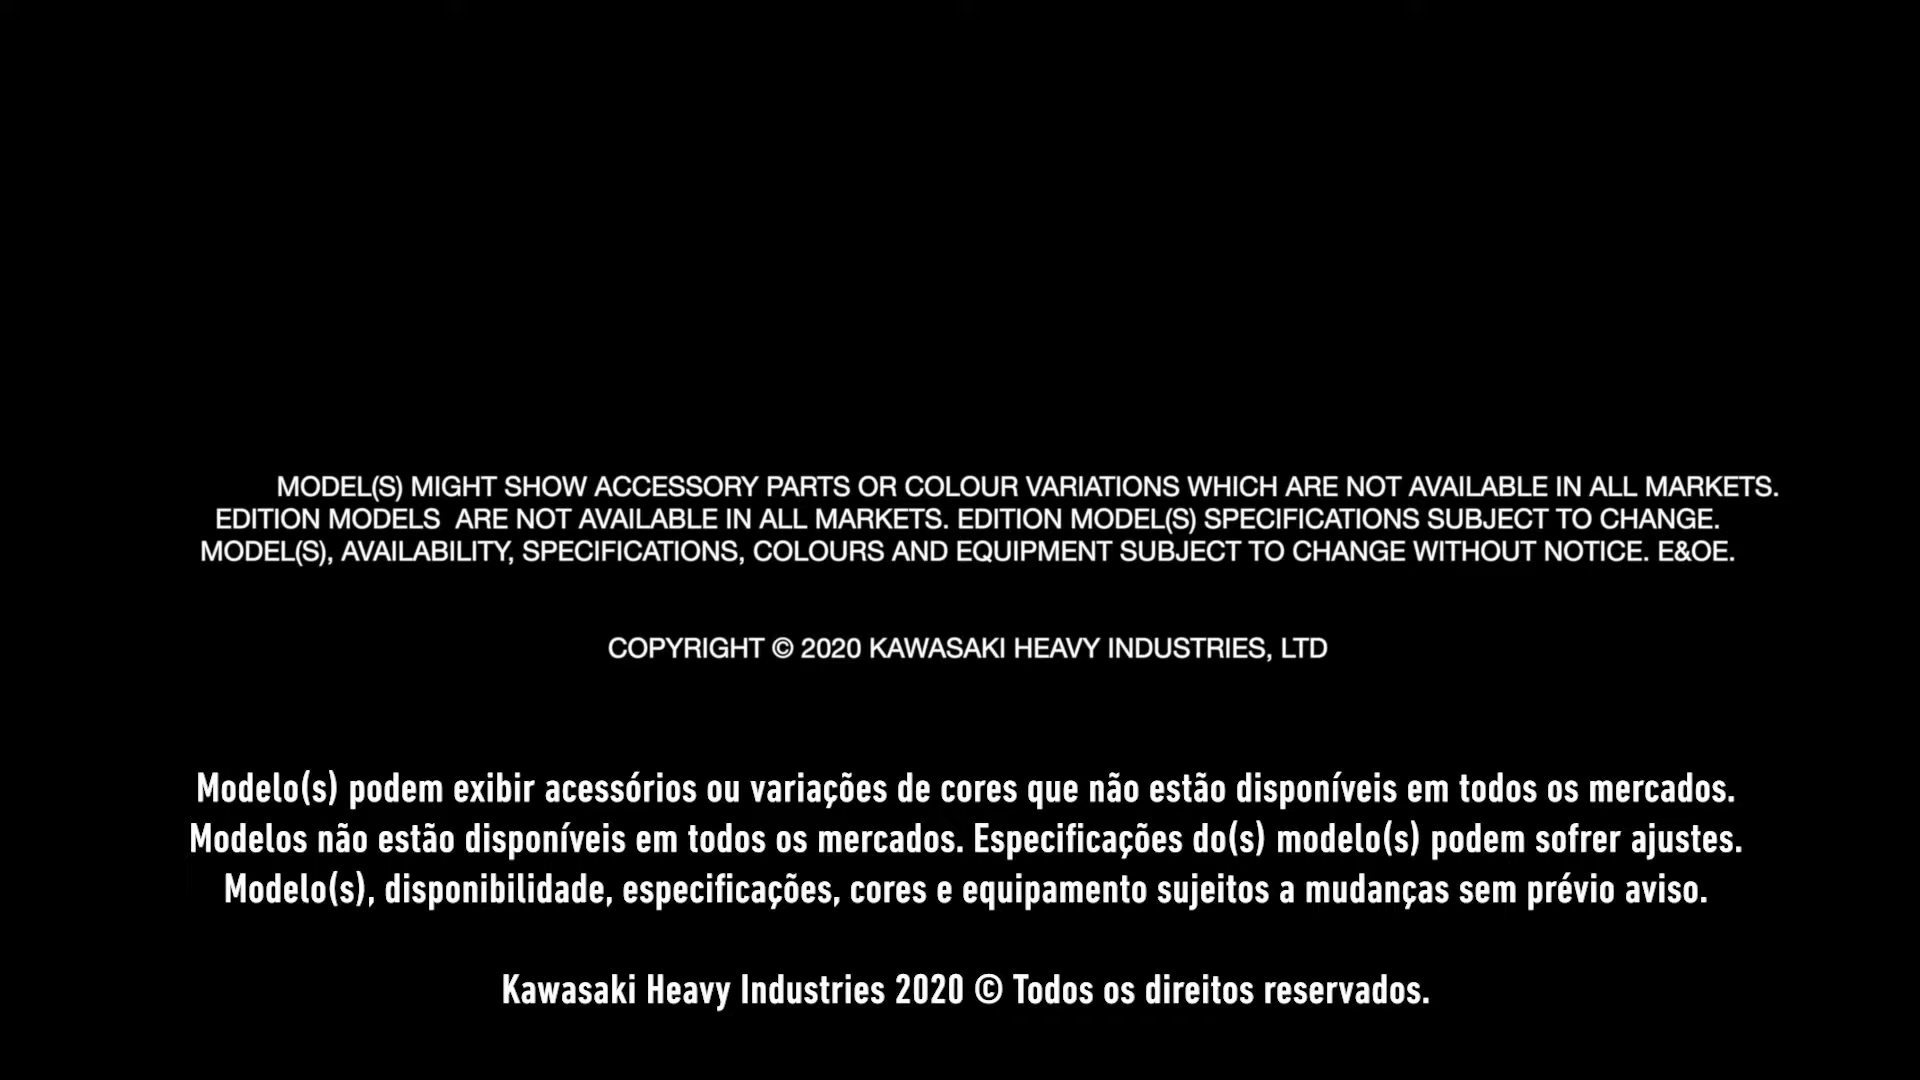 MODEL(S) MIGHT SHOW ACCESSORY PARTS OR COLOUR VARIATIONS WHICH ARE NOT AVAILABLE IN ALL MARKETS.
EDITION MODELS  ARE NOT AVAILABLE IN ALL MARKETS. EDITION MODEL(S) SPECIFICATIONS SUBJECT TO CHANGE.
MODEL(S), AVAILABILITY, SPECIFICATIONS, COLOURS AND EQUIPMENT SUBJECT TO CHANGE WITHOUT NOTICE. E&OE.
COPYRIGHT © 2020 KAWASAKI HEAVY INDUSTRIES, LTD
Modelo(s) podem exibir acessórios ou variações de cores que não estão disponíveis em todos os mercados.
Modelos não estão disponíveis em todos os mercados. Especificações do(s) modelo(s) podem sofrer ajustes.
Modelo(s), disponibilidade, especificações, cores e equipamento sujeitos a mudanças sem prévio aviso.
Kawasaki Heavy Industries 2020 © Todos os direitos reservados.